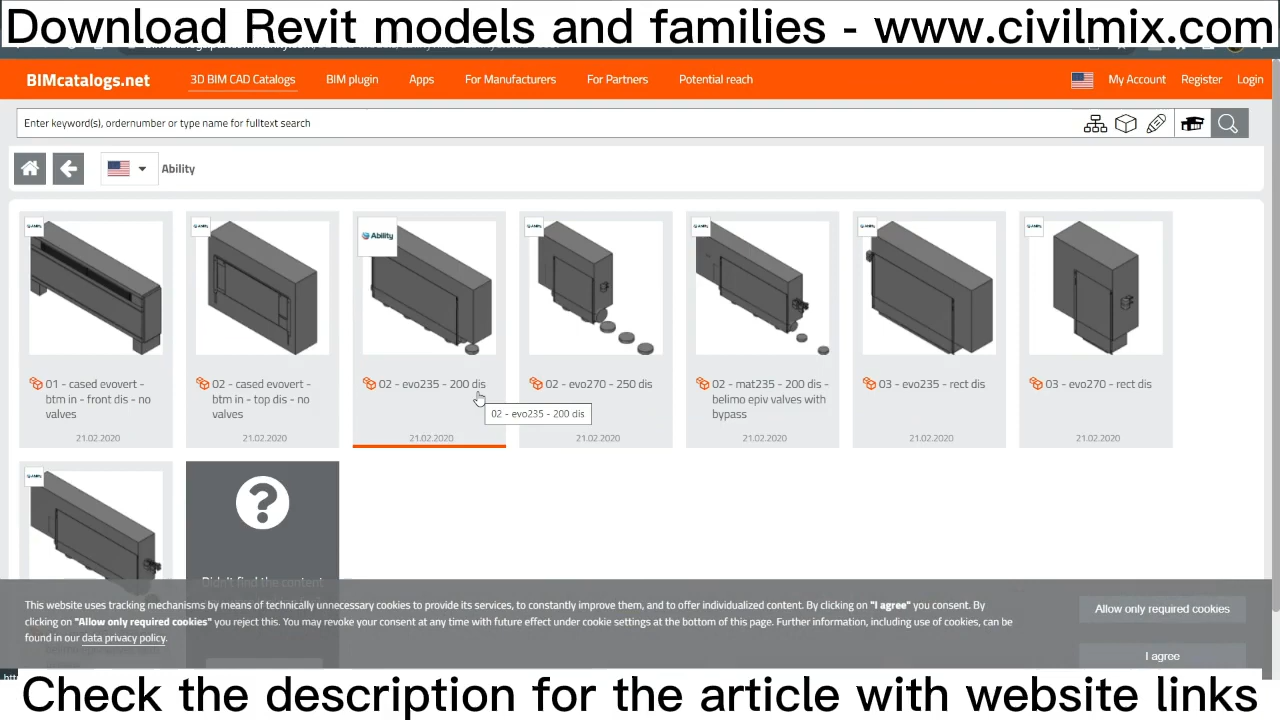 Download Revit models and families - www.civilmix.com
BIMcatalogs.net
3D BIM CAD Catalogs
BIM plugin
Apps
For Manufacturers
For Partners
Potential reach
My Account
Register
Login
Enter keyword(s), ordernumber or type name for fulltext search
Ability
Ability
01 - cased evovert -
btm in - front dis - no
valves
21.02.2020
02 - cased evovert -
btm in - top dis - no
valves
21.02.2020
02 - evo235 - 200 dis
02 - evo235 - 200 dis
21.02.2020
02 - evo270 - 250 dis
21.02.2020
02 - mat235 - 200 dis -
belimo epiv valves with
bypass
21.02.2020
03 - evo235 - rect dis
21.02.2020
03 - evo270 - rect dis
21.02.2020
Didn't find the content
This website uses tracking mechanisms by means of technically unnecessary cookies to provide its services, to constantly improve them, and to offer individualized content. By clicking on "I agree" you consent. By
clicking on "Allow only required cookies" you reject this. You may revoke your consent at any time with future effect under cookie settings at the bottom of this page. Further information, including use of cookies, can be
found in our data privacy policy.
Allow only required cookies
I agree
Check the description for the article with website links